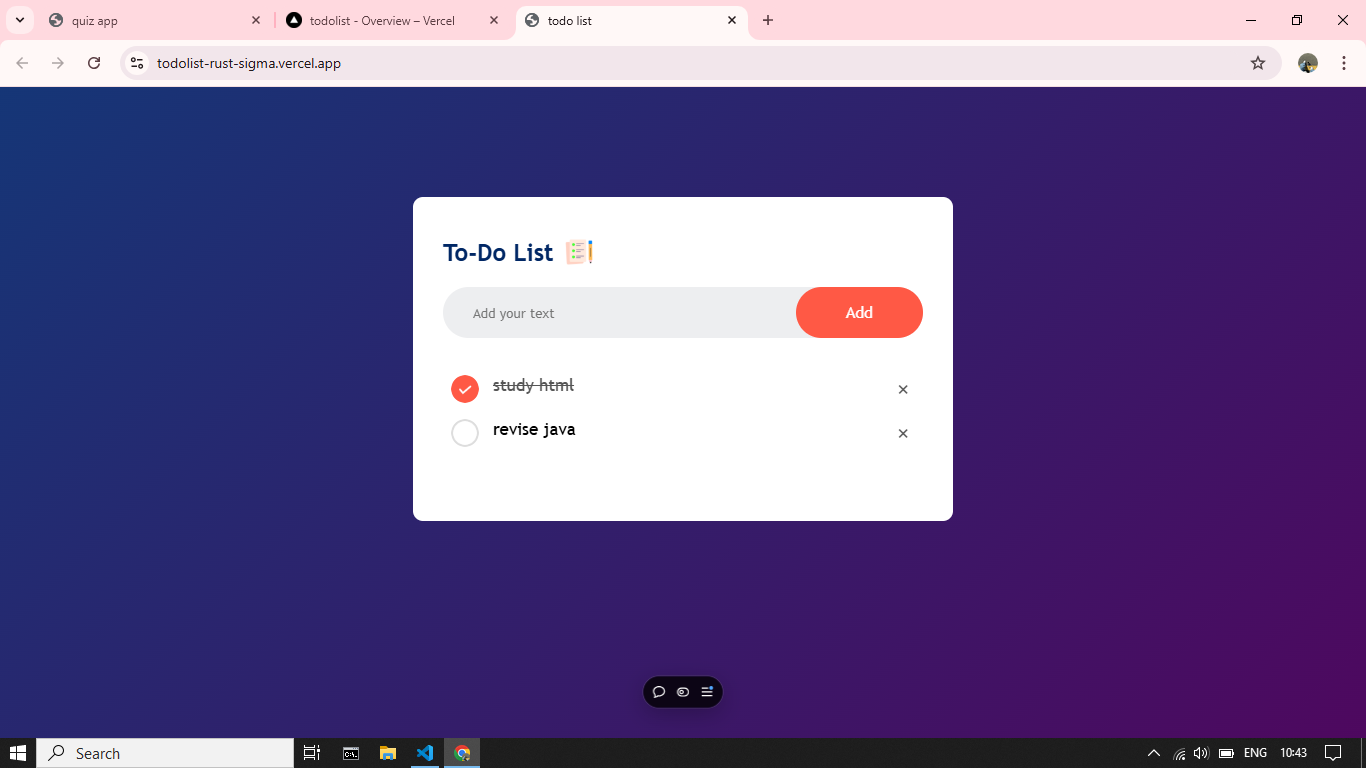 quiz app
todolist - Overview – Vercel
todo list
todolist-rust-sigma.vercel.app
To-Do List
Add your text
Add
study html
revise java
Search
ENG
10:43